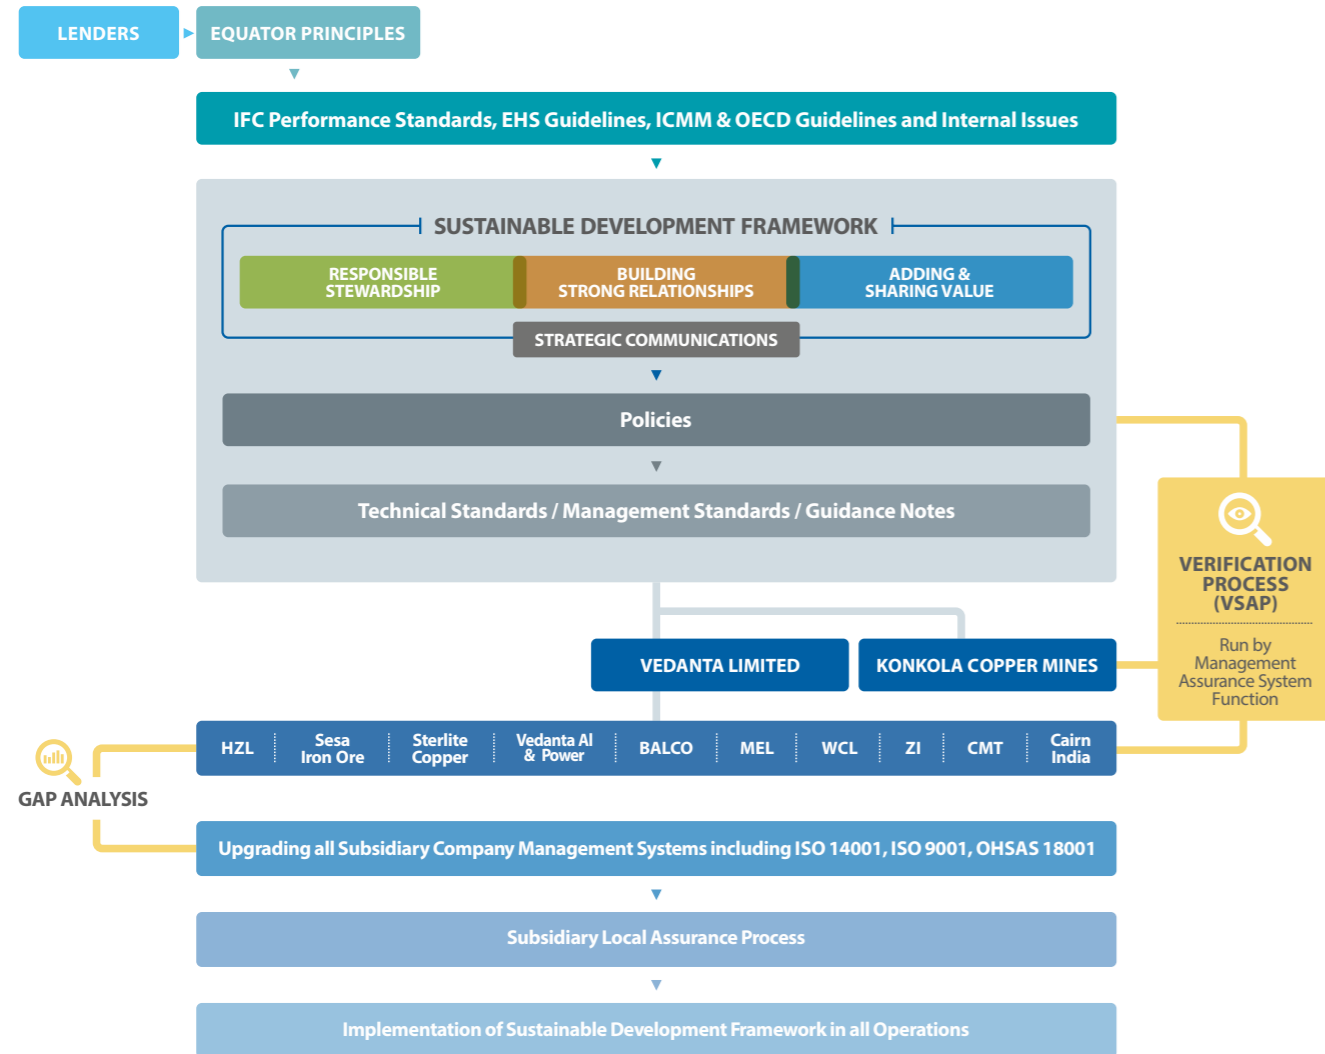 LENDERS
EQUATOR PRINCIPLES
IFC Performance Standards, EHS Guidelines, ICMM & OECD Guidelines and Internal Issues
SUSTAINABLE DEVELOPMENT FRAMEWORK
RESPONSIBLE
STEWARDSHIP
BUILDING
STRONG RELATIONSHIPS
ADDING &
SHARING VALUE
STRATEGIC COMMUNICATIONS
Policies
Technical Standards / Management Standards / Guidance Notes
VERIFICATION
PROCESS
(VSAP)
Run by
Management
Assurance System
Function
VEDANTA LIMITED
KONKOLA COPPER MINES
HZL
Sesa
Iron Ore
Sterlite
Copper
Vedanta Al
& Power
BALCO
MEL
WCL
ZI
CMT
Cairn
India
GAP ANALYSIS
Upgrading all Subsidiary Company Management Systems including ISO 14001, ISO 9001, OHSAS 18001
Subsidiary Local Assurance Process
Implementation of Sustainable Development Framework in all Operations